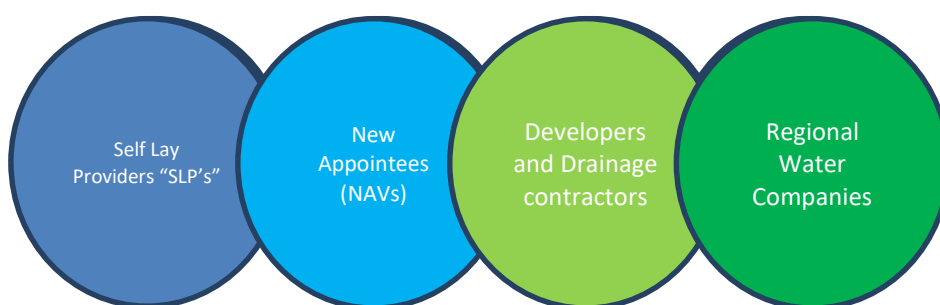 Self Lay
Providers “SLP’s”
New
Appointees
(NAVs)
Developers
and Drainage
contractors
Regional
Water
Companies